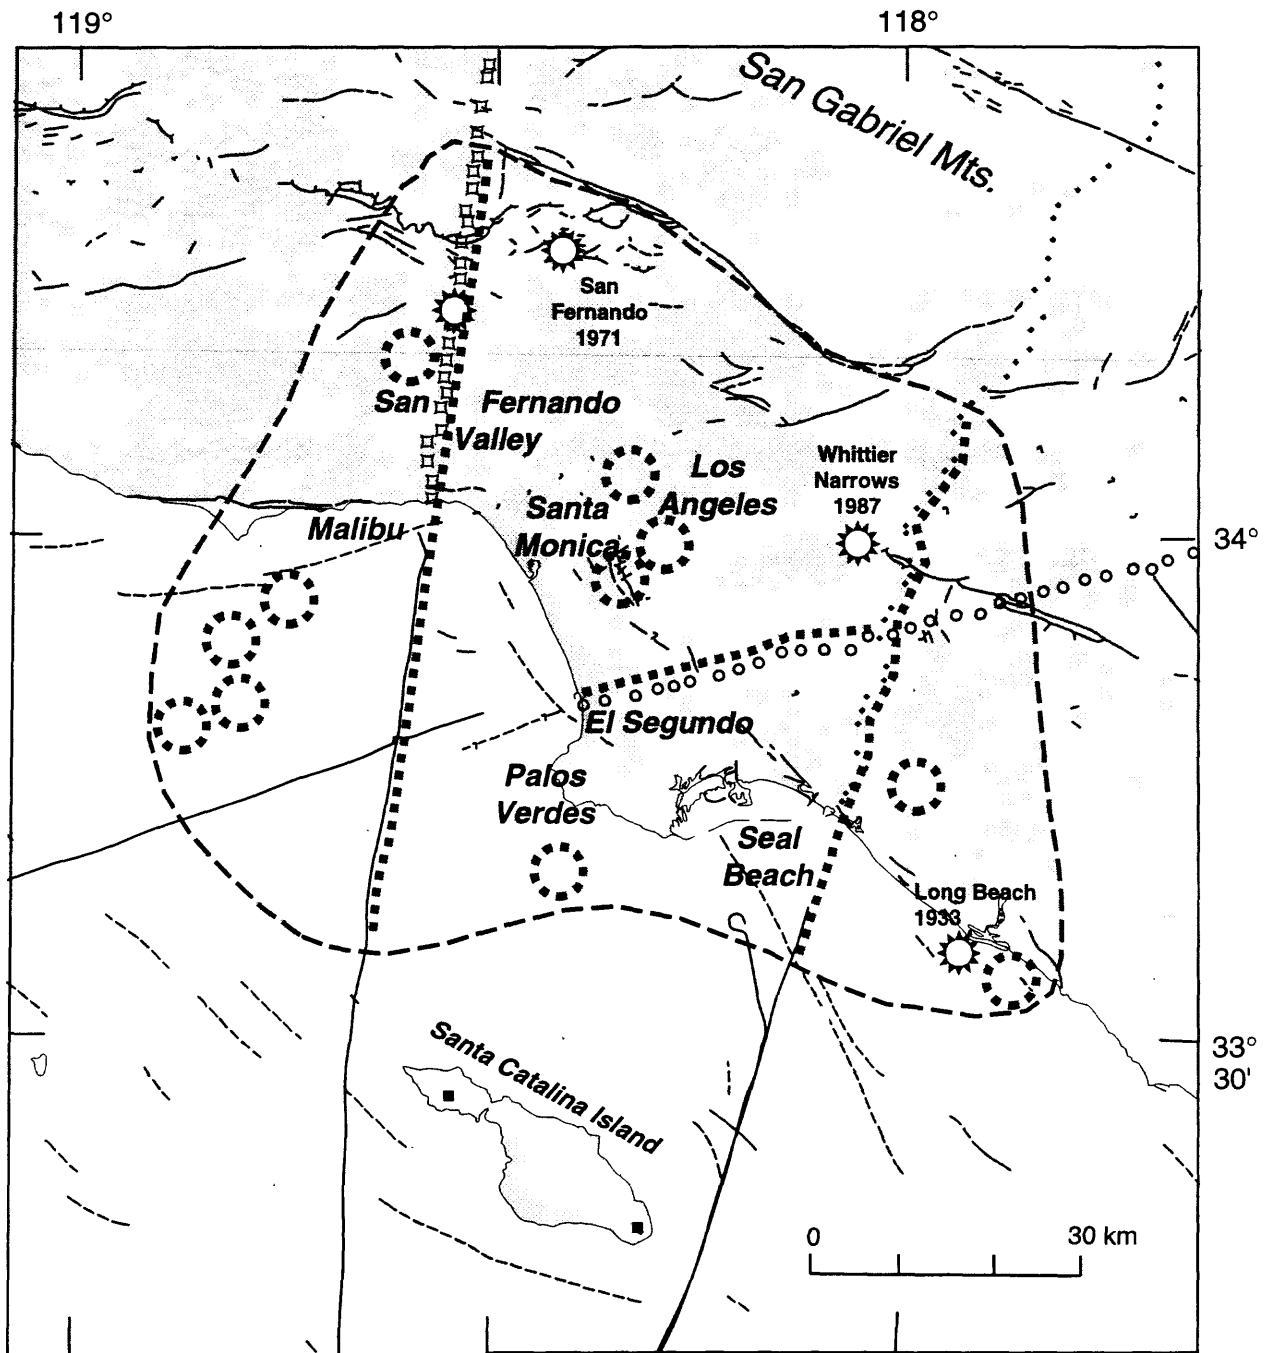 119°
118°
San Gabriel Mts.
San
Fernando
1971
San Fernando
Valley
Los
Angeles
Whittier
Narrows
1987
Santa
Monica
Malibu
34°
El Segundo
Palos
Verdes
Seal
Beach
Long Beach
1933
33°
30'
Santa Catalina Island
0 30 km